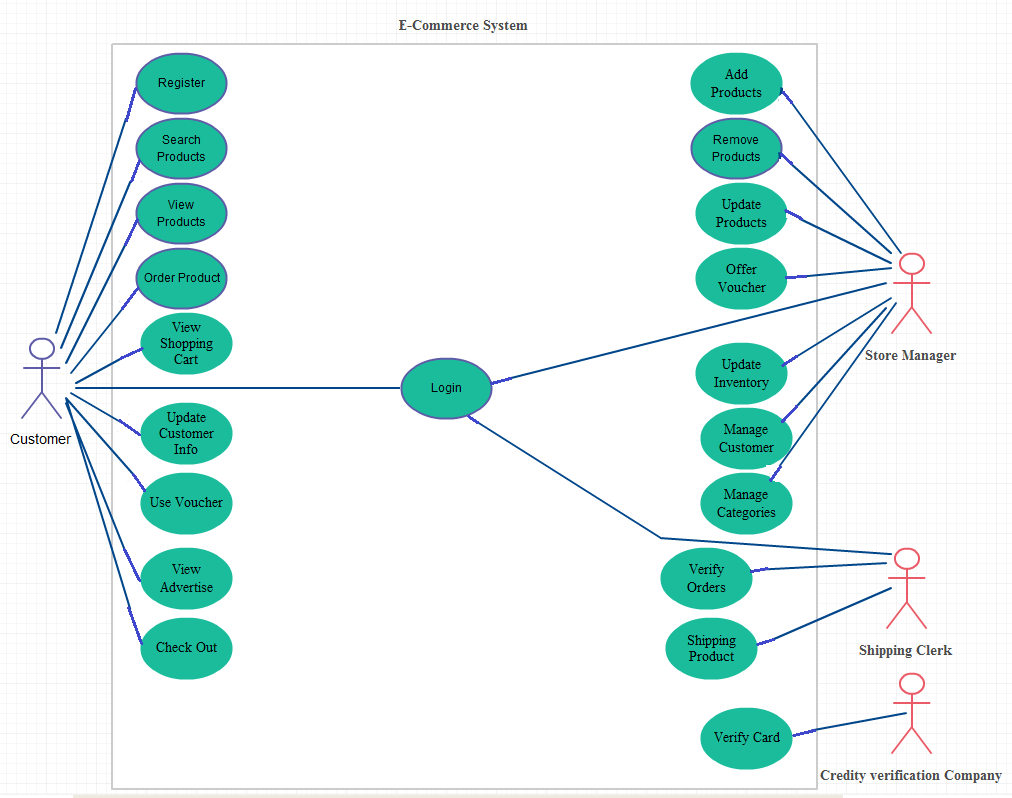 E-Commerce System
Register
Search
Products
View
Products
Order Product
View
Shopping
Cart
Customer
Update
Customer
Info
Use Voucher
View
Advertise
Check Out
Login
Add
Products
Remove
Products
Update
Products
Offer
Voucher
Update
Inventory
Manage
Customer
Manage
Categories
Verify
Orders
Shipping
Product
Verify Card
Store Manager
Shipping Clerk
Credity verification Company